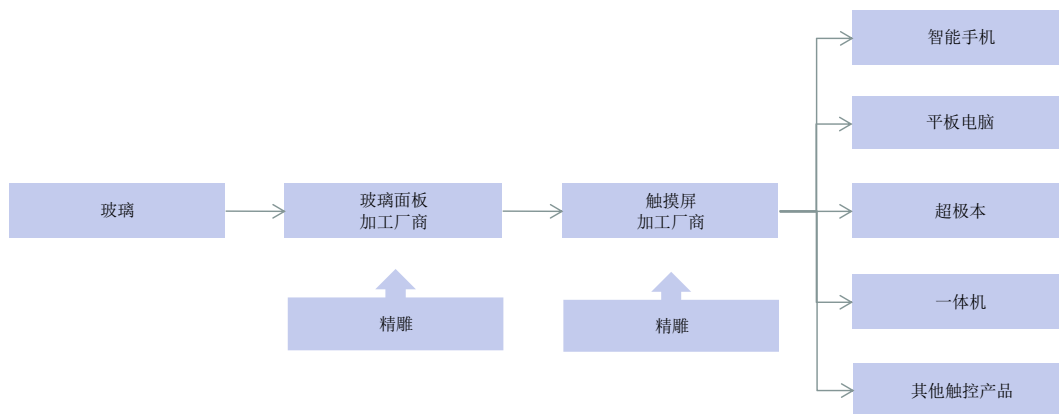 智能手机
平板电脑
玻璃
玻璃面板
加工厂商
触摸屏
加工厂商
超极本
一体机
精雕
精雕
其他触控产品